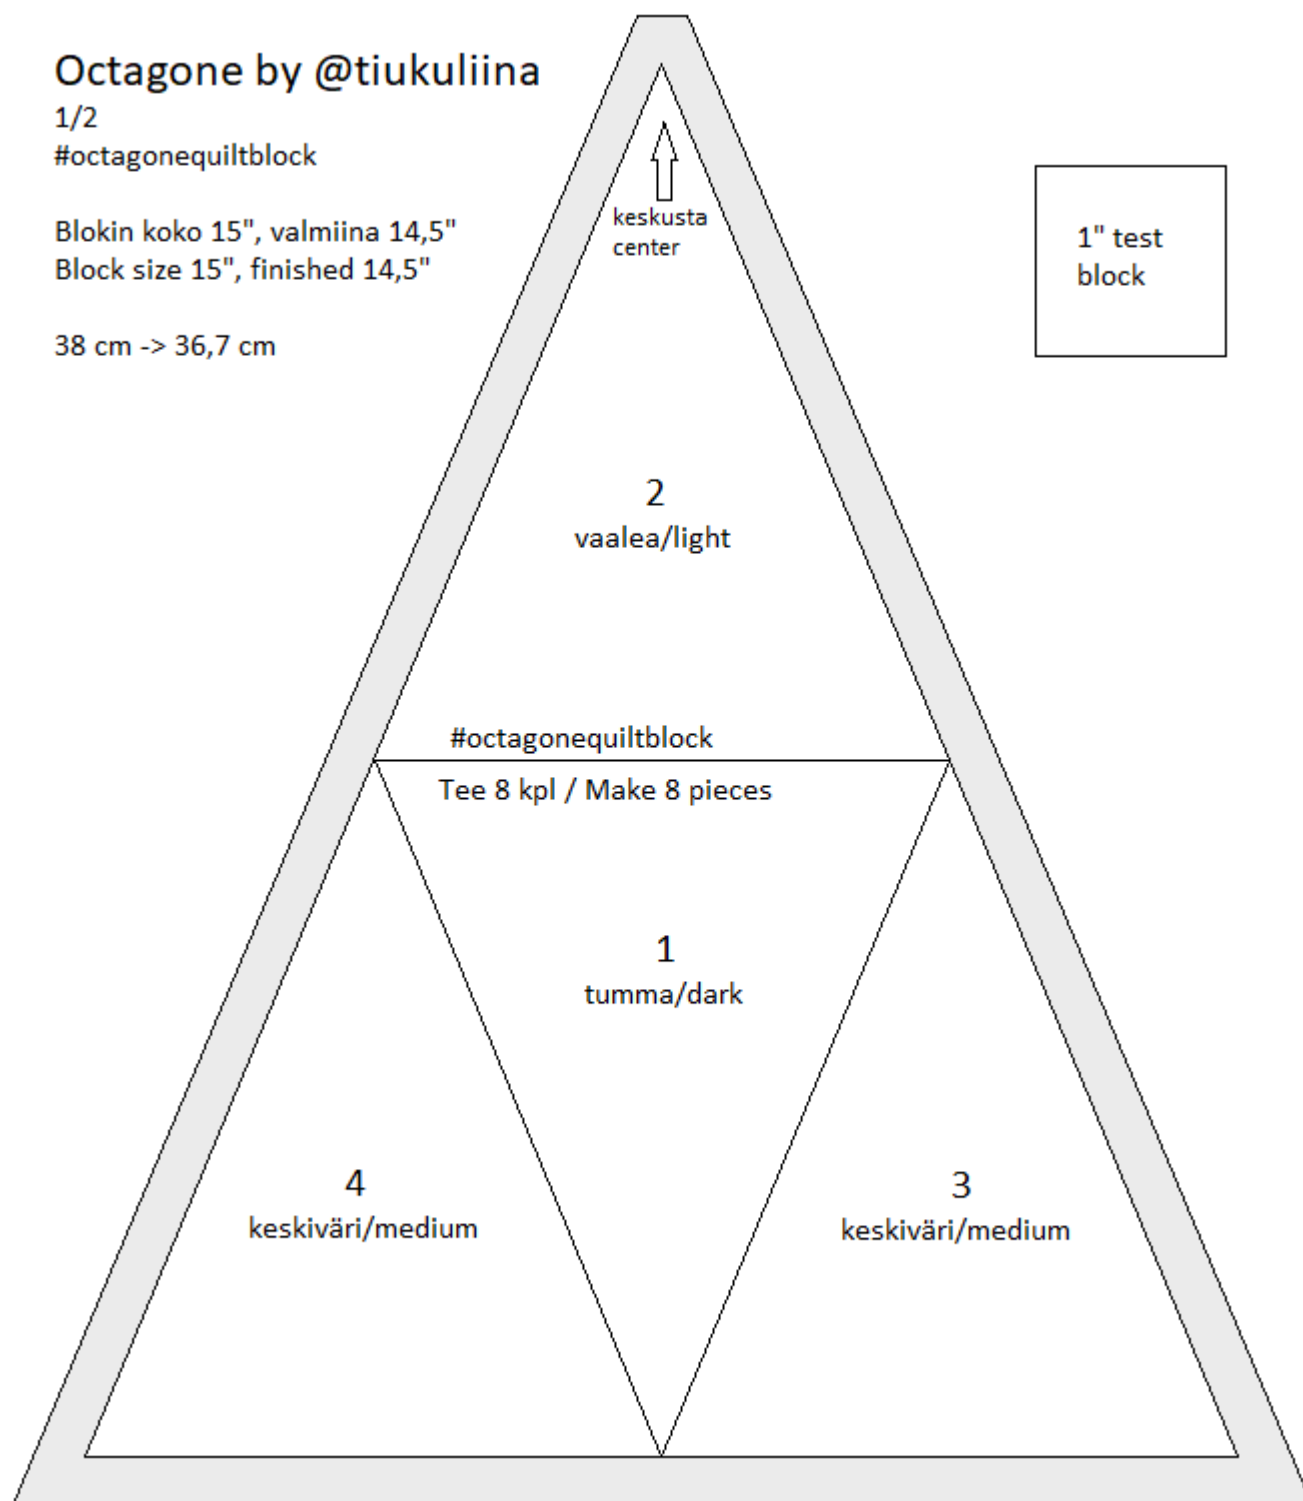 Octagone by @tiukuliina
1/2
#octagonequiltblock
Blokin koko 15", valmiina 14,5"
Block size 15", finished 14,5"
38 cm -> 36,7 cm
keskusta
center
1" test
block
2
vaalea/light
#octagonequiltblock
Tee 8 kpl / Make 8 pieces
1
tumma/dark
4
keskiväri/medium
3
keskiväri/medium